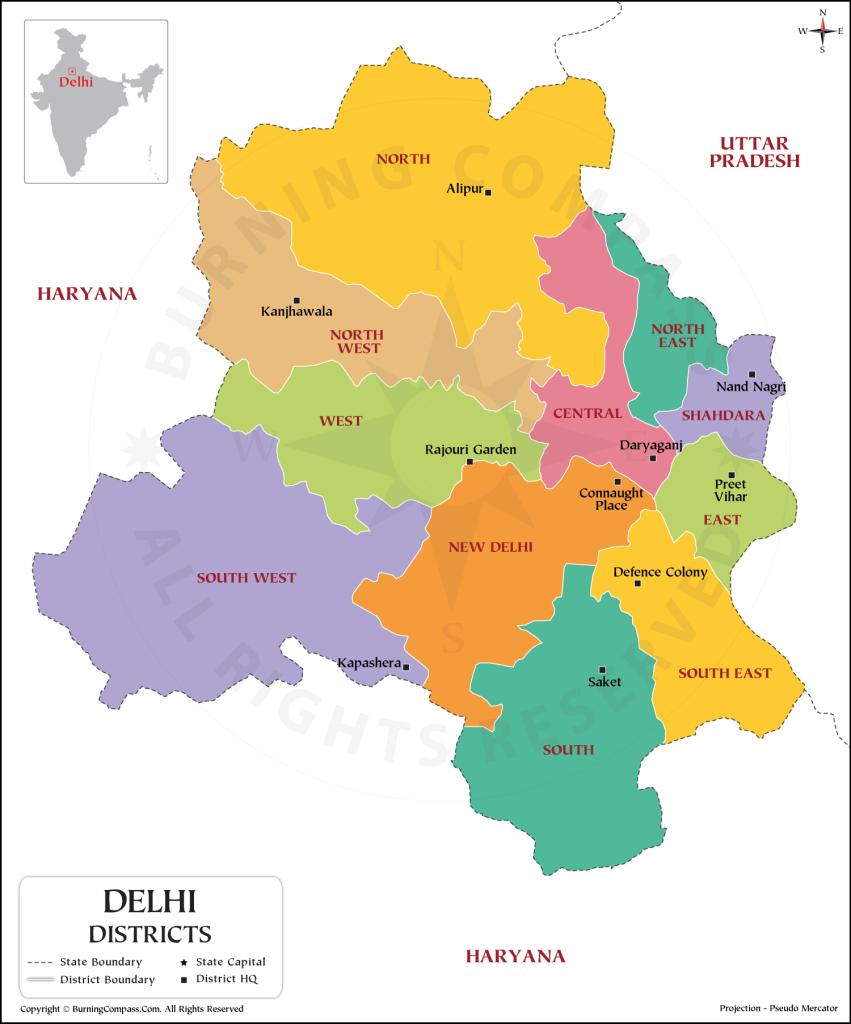 N
W E
S
Delhi
UTTAR
PRADESH
NORTH
Alipur
HARYANA
Kanjhawala
NORTH
WEST
NORTH
EAST
Nand Nagri
SHAHDARA
WEST
CENTRAL
Rajouri Garden
Daryaganj
Connaught
Place
Preet
Vihar
EAST
NEW DELHI
SOUTH WEST
Defence Colony
Kapashera
Saket
SOUTH EAST
SOUTH
BURNING COMPASS
N
W E
S
ALL RIGHTS RESERVED
HARYANA
DELHI
DISTRICTS
State Boundary
State Capital
District Boundary
District HQ
Copyright © BurningCompass.Com. All Rights Reserved
Projection - Pseudo Mercator